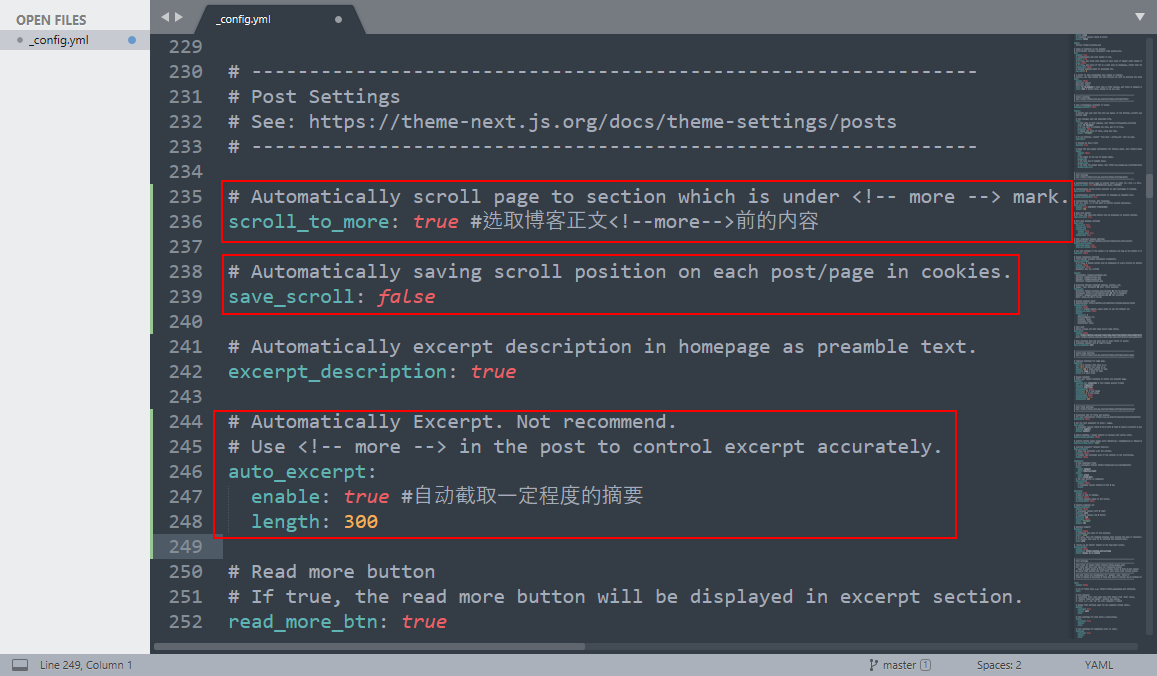 OPEN FILES
_config.yml
_config.yml
229
230 # ---------------------------------------------------------------
231 # Post Settings
232 # See: https://theme-next.js.org/docs/theme-settings/posts
233 # ---------------------------------------------------------------
234
235 # Automatically scroll page to section which is under <!-- more --> mark.
236 scroll_to_more: true #选取博客正文<!--more-->前的内容
237
238 # Automatically saving scroll position on each post/page in cookies.
239 save_scroll: false
240
241 # Automatically excerpt description in homepage as preamble text.
242 excerpt_description: true
243
244 # Automatically Excerpt. Not recommend.
245 # Use <!-- more --> in the post to control excerpt accurately.
246 auto_excerpt:
247   enable: true #自动截取一定程度的摘要
248   length: 300
249
250 # Read more button
251 # If true, the read more button will be displayed in excerpt section.
252 read_more_btn: true
Line 249, Column 1 master 1 Spaces: 2 YAML